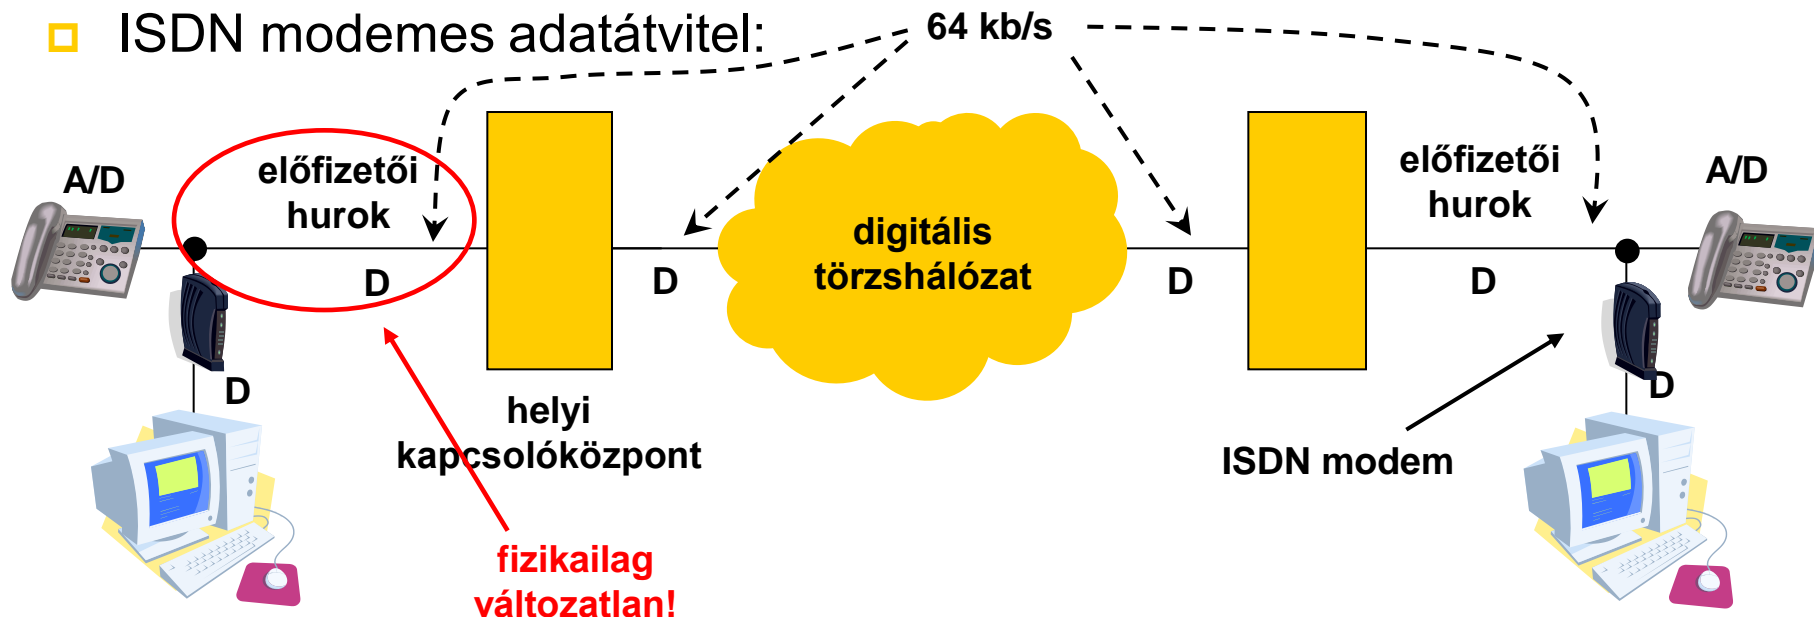 ISDN modemes adatátvitel:
64 kb/s
A/D
előfizetői
hurok
D
D
D
helyi
kapcsolóközpont
fizikailag
változatlan!
digitális
törzshálózat
D
előfizetői
hurok
D
A/D
D
ISDN modem